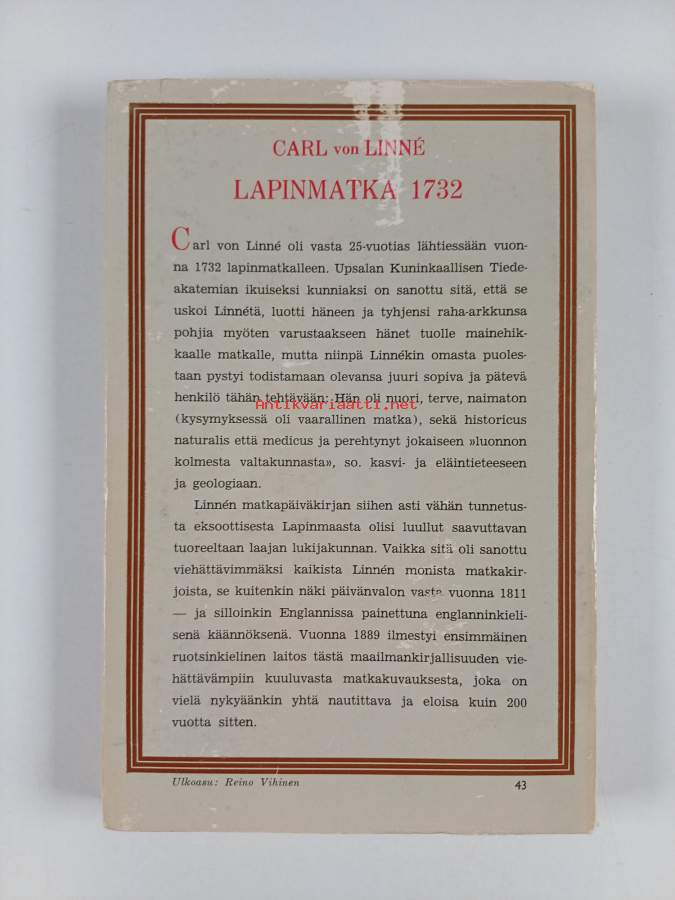 CARL von LINNÉ
LAPINMATKA 1732
Carl von Linné oli vasta 25-vuotias lähtiessään vuon-
na 1732 lapinmatkalleen. Upsalan Kuninkaallisen Tiede-
akatemian ikuiseksi kunniaksi on sanottu sitä, että se
uskoi Linnétä, luotti häneen ja tyhjensi raha-arkkunsa
pohjia myöten varustaakseen hänet tuolle mainehik-
kaalle matkalle, mutta niinpä Linnékin omasta puoles-
taan pystyi todistamaan olevansa juuri sopiva ja pätevä
henkilö tähän tehtävään: Hän oli nuori, terve, naimaton
Antikvariaatti.net
(kysymyksessä oli vaarallinen matka), sekä historicus
naturalis että medicus ja perehtynyt jokaiseen »luonnon
kolmesta valtakunnasta», so. kasvi- ja eläintieteeseen
ja geologiaan.
Linnén matkapäiväkirjan siihen asti vähän tunnetus-
ta eksoottisesta Lapinmaasta olisi luullut saavuttavan
tuoreeltaan laajan lukijakunnan. Vaikka sitä oli sanottu
viehättävimmäksi kaikista Linnén monista matkakir-
joista, se kuitenkin näki päivänvalon vasta vuonna 1811
— ja silloinkin Englannissa painettuna englanninkieli-
senä käännöksenä. Vuonna 1889 ilmestyi ensimmäinen
ruotsinkielinen laitos tästä maailmankirjallisuuden vie-
hättävämpiin kuuluvasta matkakuvauksesta, joka on
vielä nykyäänkin yhtä nautittava ja eloisa kuin 200
vuotta sitten.
Ulkoasu: Reino Vihinen
43